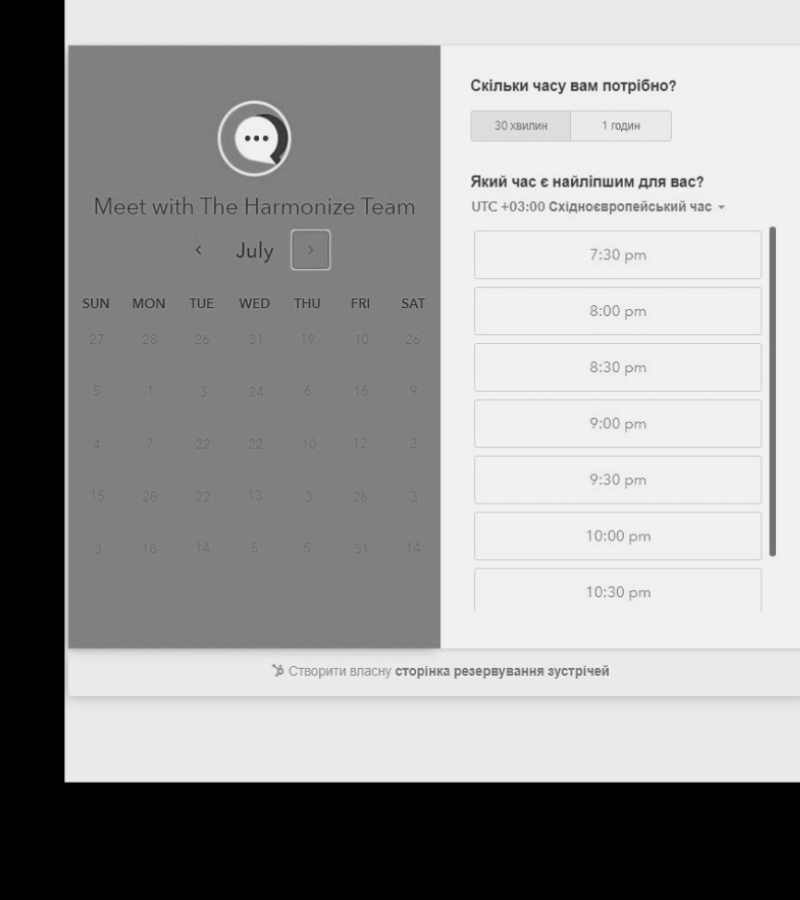 Meet with The Harmonize Team
July
SUN MON TUE WED THU FRI SAT
27 28 26 31 19 10 26
5 1 3 24 6 16 9
4 7 22 22 10 12 2
15 28 22 13 3 26 3
3 18 14 5 5 31 14
Скільки часу вам потрібно?
30 хвилин 1 годин
Який час є найліпшим для вас?
UTC +03:00 Східноєвропейський час
7:30 pm
8:00 pm
8:30 pm
9:00 pm
9:30 pm
10:00 pm
10:30 pm
Створити власну сторінка резервування зустрічей